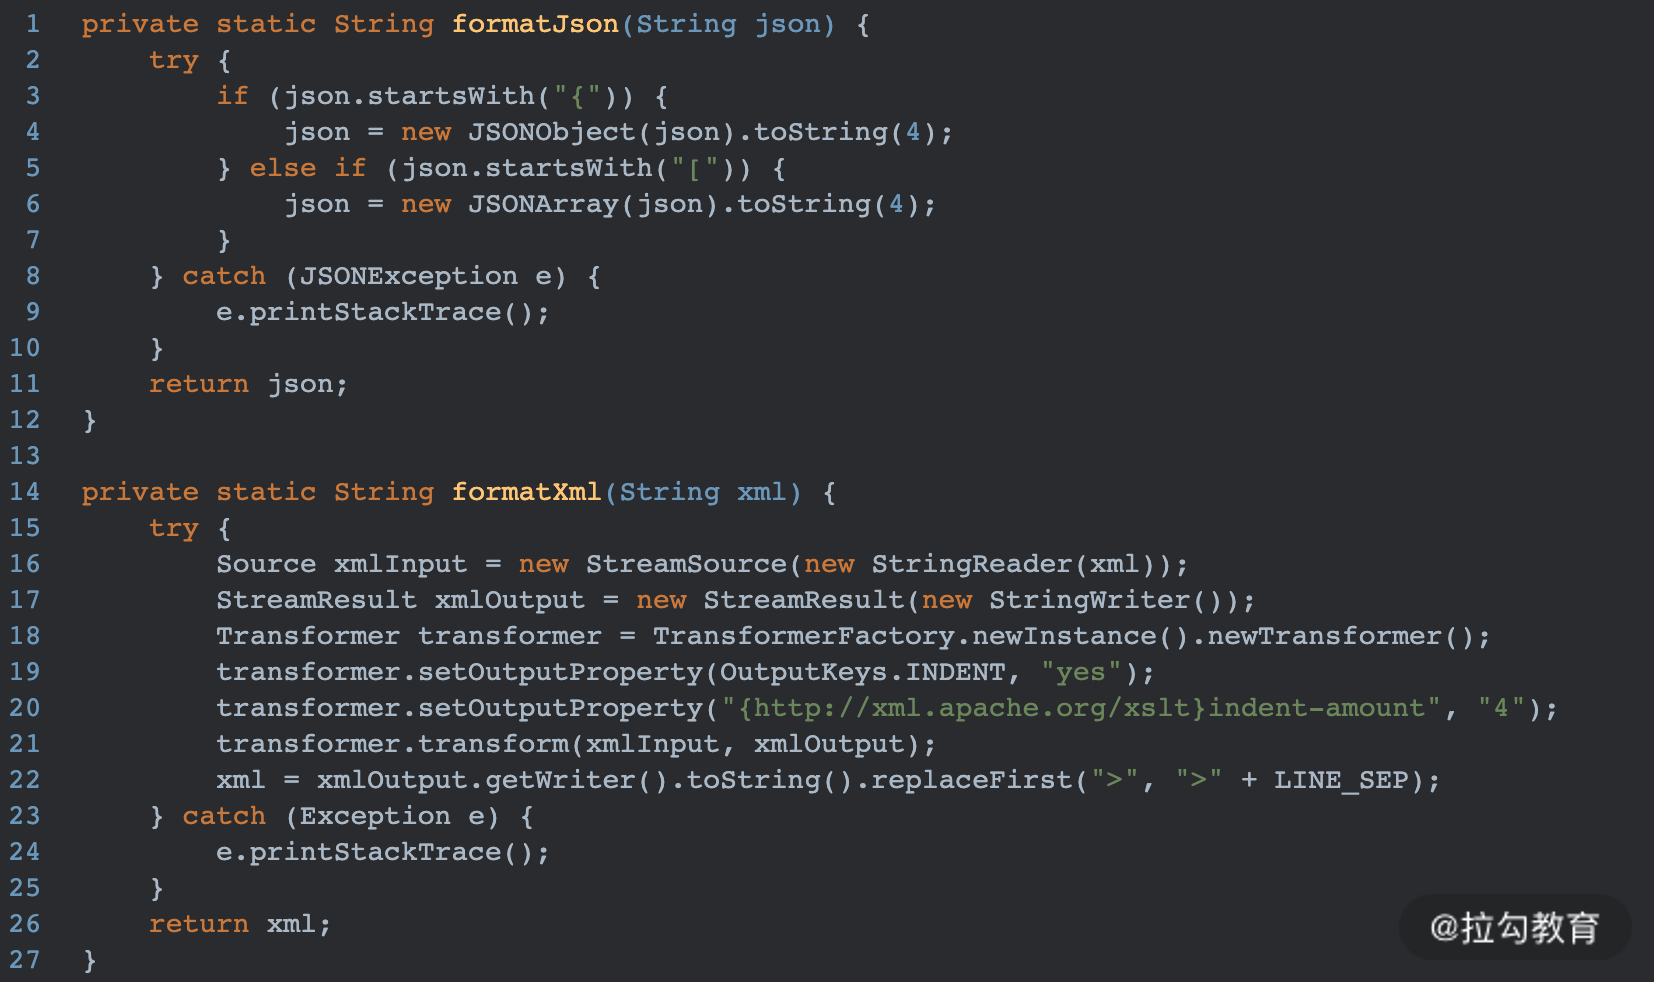 1 private static String formatJson(String json) {
2     try {
3         if (json.startsWith("{")) {
4             json = new JSONObject(json).toString(4);
5         } else if (json.startsWith("[")) {
6             json = new JSONArray(json).toString(4);
7         }
8     } catch (JSONException e) {
9         e.printStackTrace();
10     }
11     return json;
12 }
13
14 private static String formatXml(String xml) {
15     try {
16         Source xmlInput = new StreamSource(new StringReader(xml));
17         StreamResult xmlOutput = new StreamResult(new StringWriter());
18         Transformer transformer = TransformerFactory.newInstance().newTransformer();
19         transformer.setOutputProperty(OutputKeys.INDENT, "yes");
20         transformer.setOutputProperty("{http://xml.apache.org/xslt}indent-amount", "4");
21         transformer.transform(xmlInput, xmlOutput);
22         xml = xmlOutput.getWriter().toString().replaceFirst(">", ">" + LINE_SEP);
23     } catch (Exception e) {
24         e.printStackTrace();
25     }
26     return xml;
27 }
@拉勾教育